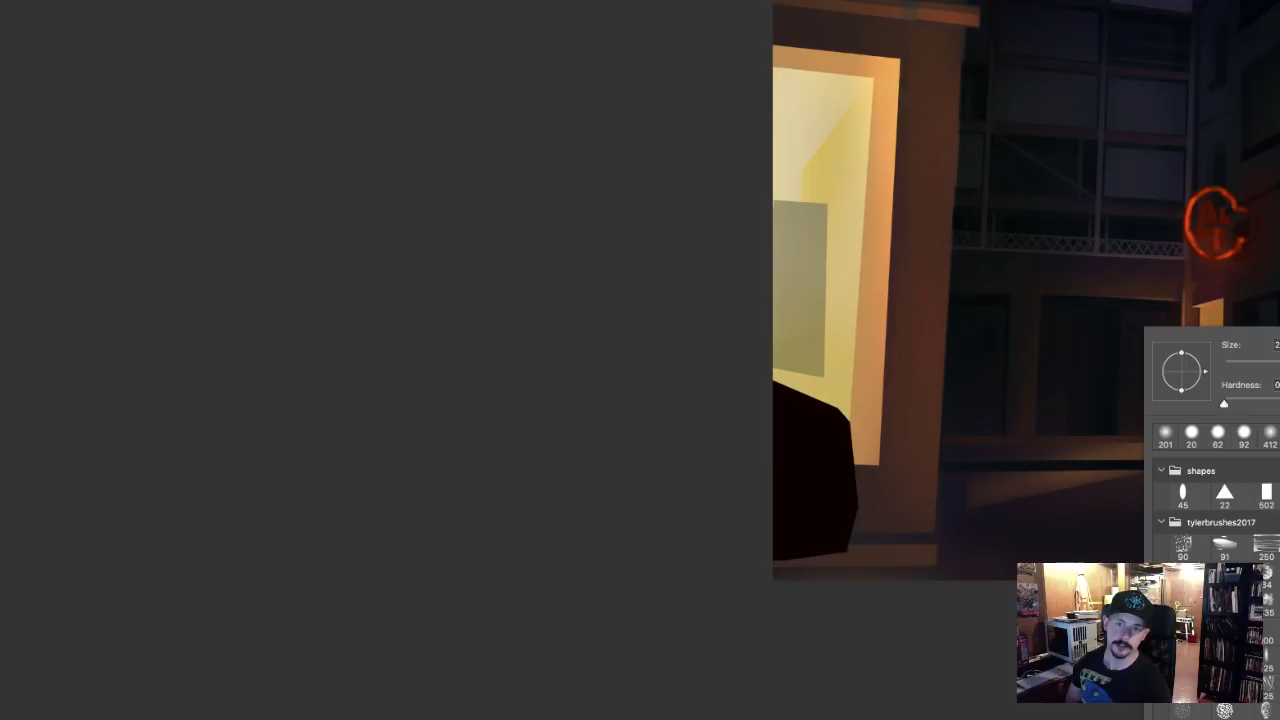 Size:
Hardness:
201 20 62 92 412
shapes
45 22 502
tylerbrushes2017
90 91 250